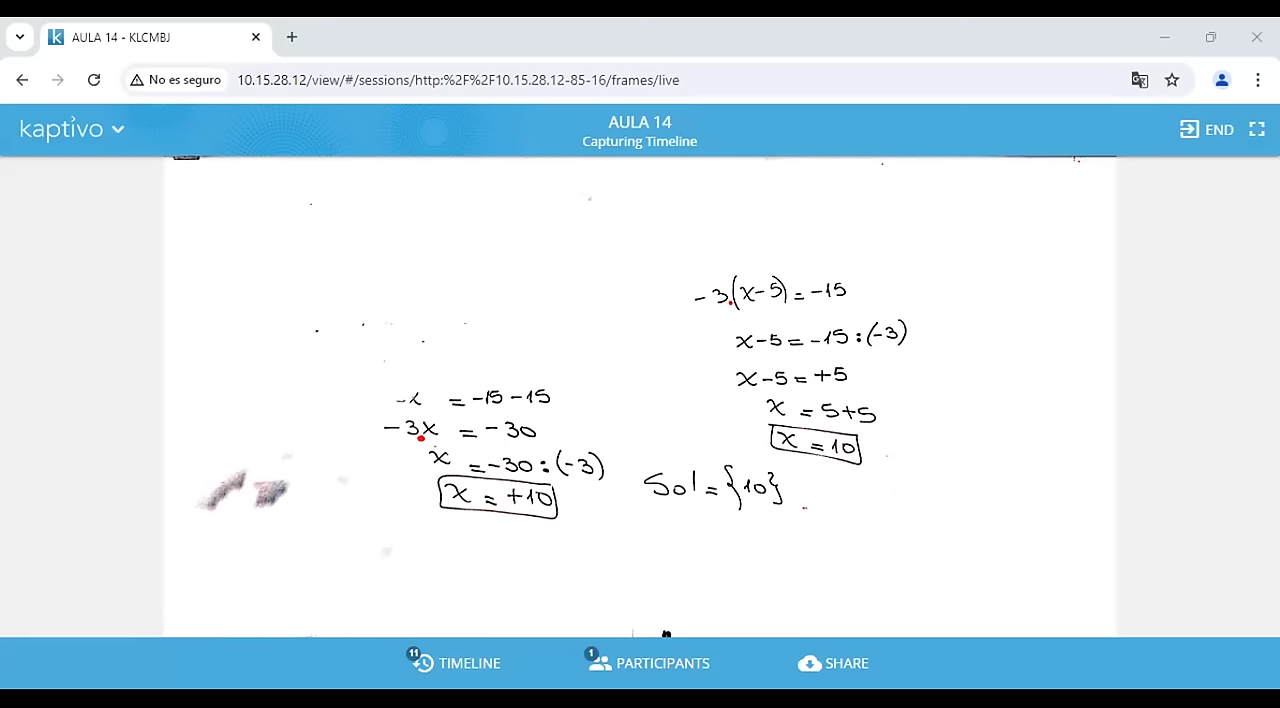 AULA 14 - KLCMBJ
No es seguro
10.15.28.12/view/#/sessions/http:%2F%2F10.15.28.12-85-16/frames/live
kaptivo
AULA 14
Capturing Timeline
END
-x = -15-15
-3x = -30
x = -30:(-3)
x = +10
-3.(x-5) = -15
x-5 = -15:(-3)
x-5 = +5
x = 5+5
x = 10
Sol = {10}
11 TIMELINE
1 PARTICIPANTS
SHARE